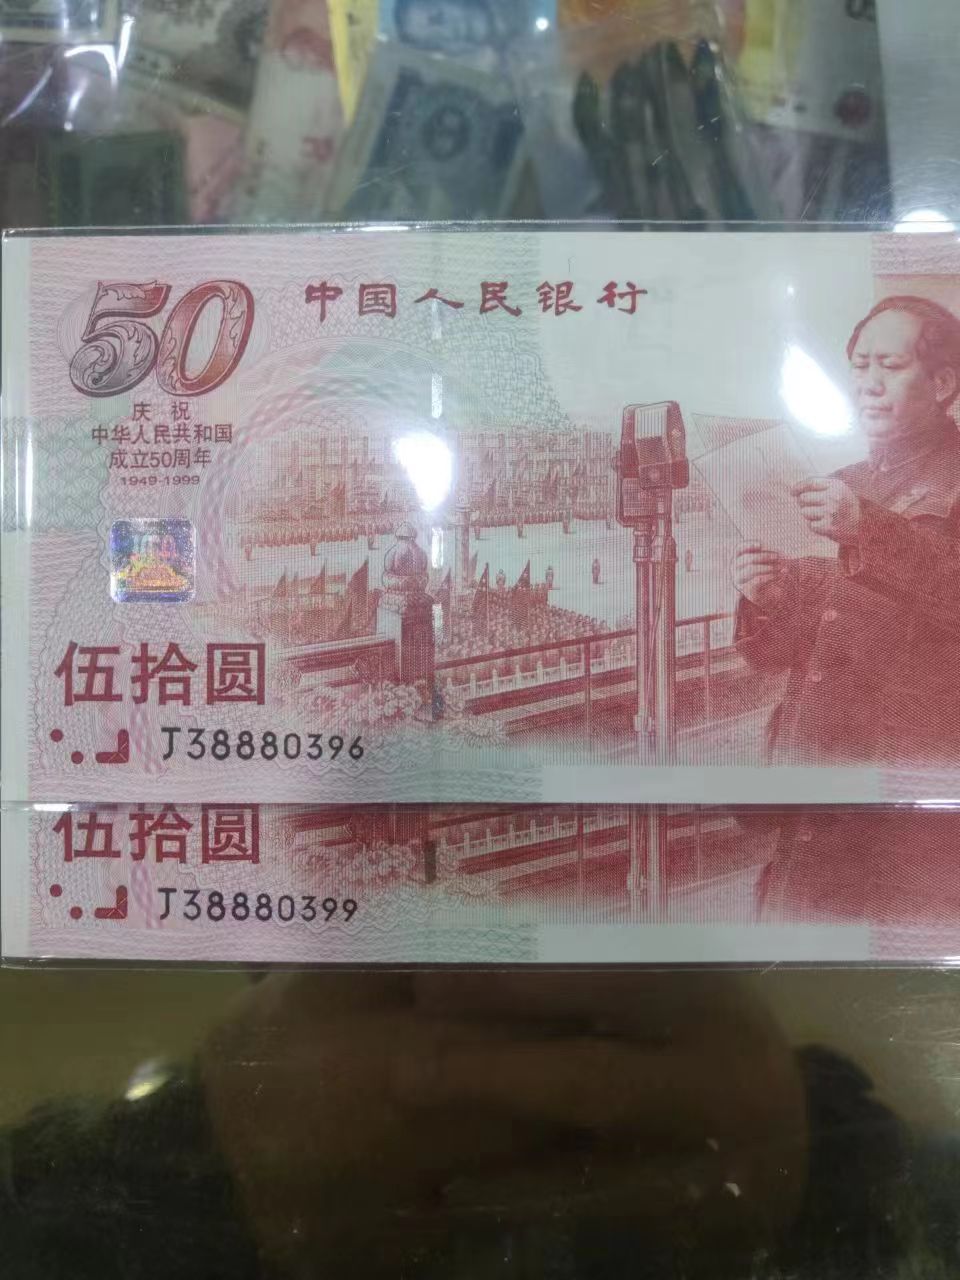 50
中国人民银行
庆祝
中华人民共和国
成立50周年
1949-1999
伍拾圆
J38880396
伍拾圆
J38880399